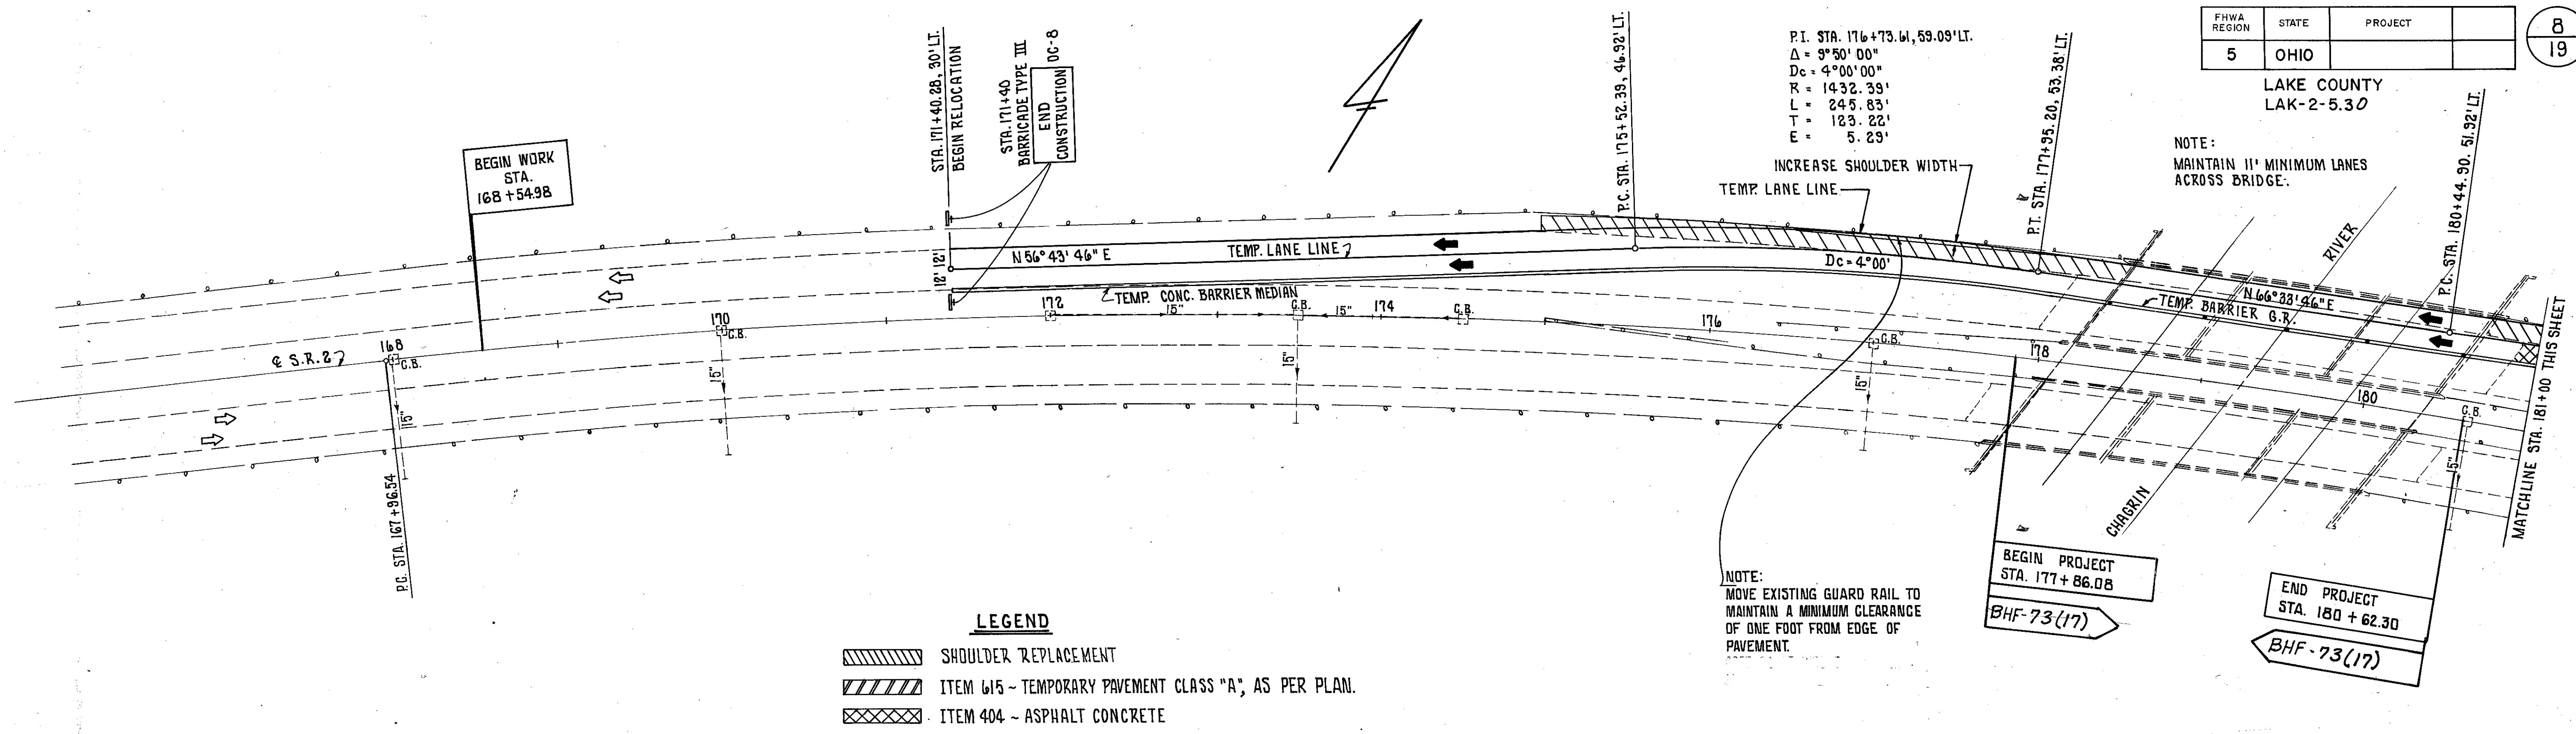 FHWA REGION STATE PROJECT
5 OHIO
8
19
LAKE COUNTY
LAK-2-5.30
NOTE:
MAINTAIN 11' MINIMUM LANES
ACROSS BRIDGE.
P.I. STA. 176+73.61, 59.09' LT.
Δ = 9°50'00"
Dc = 4°00'00"
R = 1432.39'
L = 245.83'
T = 123.22'
E = 5.29'
INCREASE SHOULDER WIDTH
TEMP. LANE LINE
BEGIN WORK
STA.
168+54.98
STA. 171+40.28, 30' LT.
BEGIN RELOCATION
STA. 171+40
BARRICADE TYPE III
END
CONSTRUCTION
OC-8
P.C. STA. 175+52.39, 46.92' LT.
P.T. STA. 177+95.20, 53.38' LT.
P.C. STA. 180+44.90. 51.92' LT.
12' 12'
N 56° 43' 46" E
TEMP. LANE LINE
Dc = 4°00'
TEMP. CONC. BARRIER MEDIAN
N 66°33'46" E
TEMP. BARRIER G.R.
RIVER
CHAGRIN
℄ S.R. 2
168
C.B.
15"
170
C.B.
15"
172
15"
C.B.
15"
15"
174
C.B.
176
C.B.
15"
178
180
C.B.
15"
P.C. STA. 167+96.54
MATCHLINE STA. 181+00 THIS SHEET
BEGIN PROJECT
STA. 177+86.08
BHF-73(17)
END PROJECT
STA. 180+62.30
BHF-73(17)
NOTE:
MOVE EXISTING GUARD RAIL TO
MAINTAIN A MINIMUM CLEARANCE
OF ONE FOOT FROM EDGE OF
PAVEMENT.
LEGEND
SHOULDER REPLACEMENT
ITEM 615 ~ TEMPORARY PAVEMENT CLASS "A", AS PER PLAN.
ITEM 404 ~ ASPHALT CONCRETE